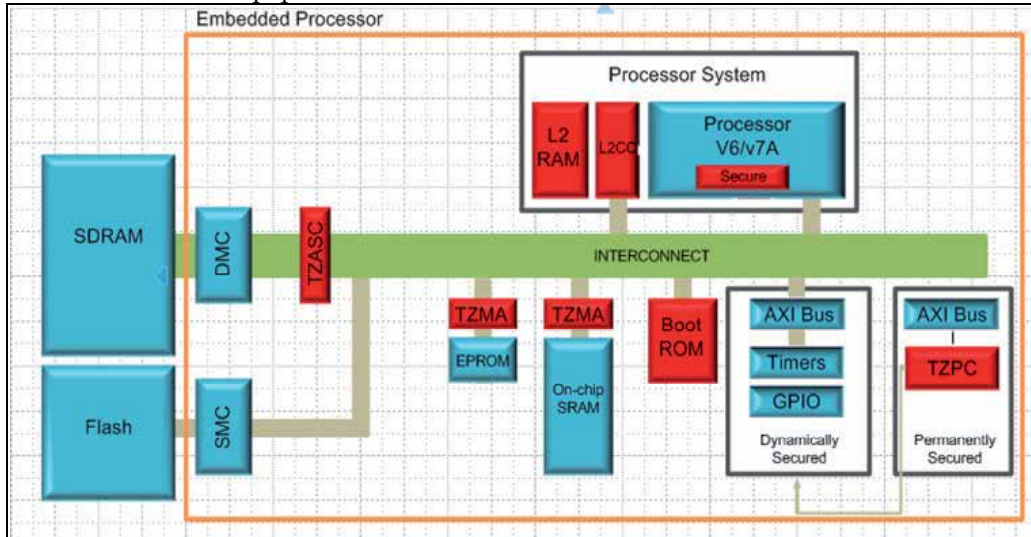 Embedded Processor
Processor System
L2
RAM
L2CC
Processor
V6/v7A
Secure
SDRAM
DMC
TZASC
INTERCONNECT
TZMA
EPROM
TZMA
On-chip
SRAM
Boot
ROM
AXI Bus
Timers
GPIO
Dynamically
Secured
AXI Bus
TZPC
Permanently
Secured
Flash
SMC